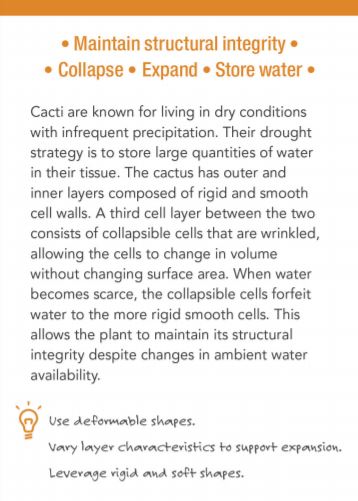 • Maintain structural integrity •
• Collapse • Expand • Store water •
Cacti are known for living in dry conditions
with infrequent precipitation. Their drought
strategy is to store large quantities of water
in their tissue. The cactus has outer and
inner layers composed of rigid and smooth
cell walls. A third cell layer between the two
consists of collapsible cells that are wrinkled,
allowing the cells to change in volume
without changing surface area. When water
becomes scarce, the collapsible cells forfeit
water to the more rigid smooth cells. This
allows the plant to maintain its structural
integrity despite changes in ambient water
availability.
Use deformable shapes.
Vary layer characteristics to support expansion.
Leverage rigid and soft shapes.